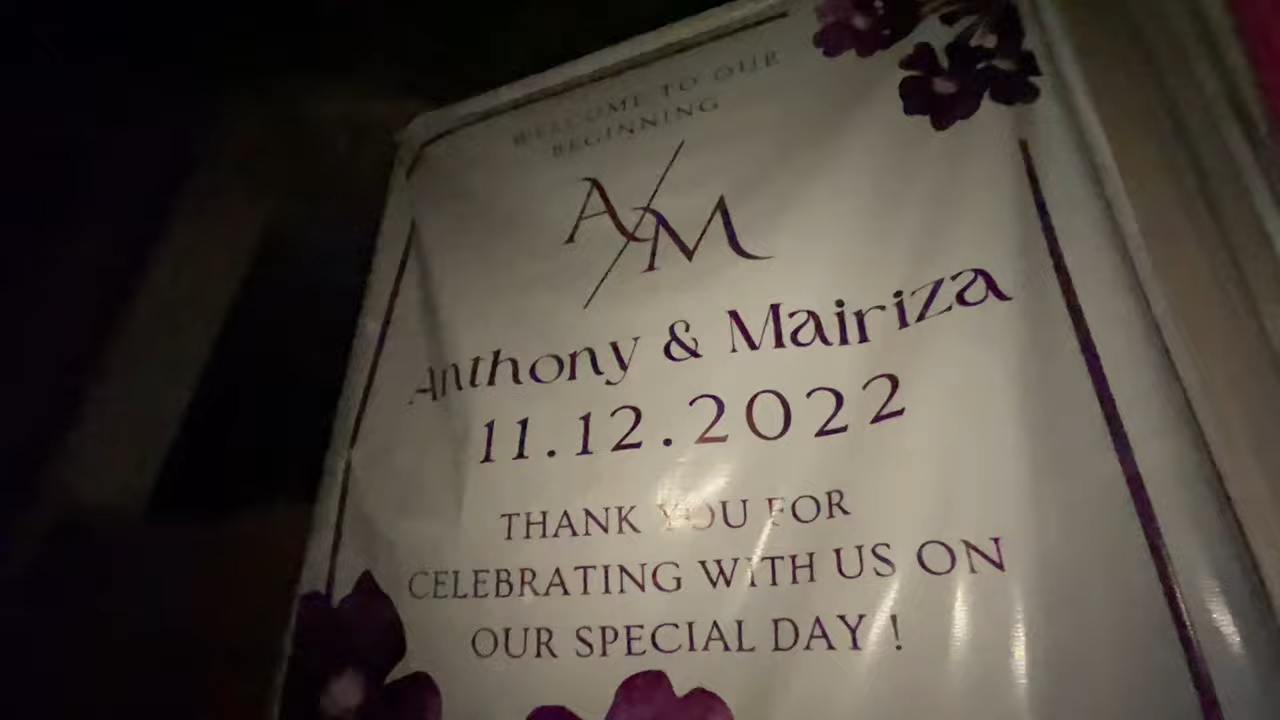 WELCOME TO OUR
BEGINNING
A/M
Anthony & Mairiza
11.12.2022
THANK YOU FOR
CELEBRATING WITH US ON
OUR SPECIAL DAY !